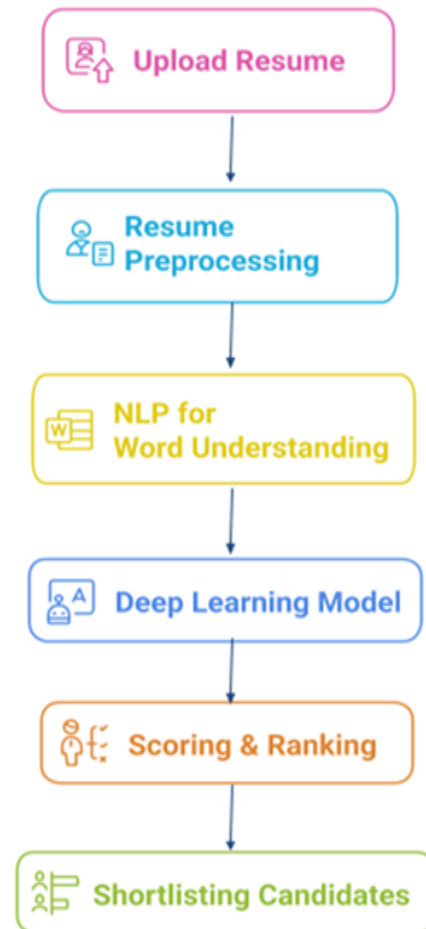 Upload Resume
Resume
Preprocessing
W
NLP for
Word Understanding
A
Deep Learning Model
Scoring & Ranking
Shortlisting Candidates